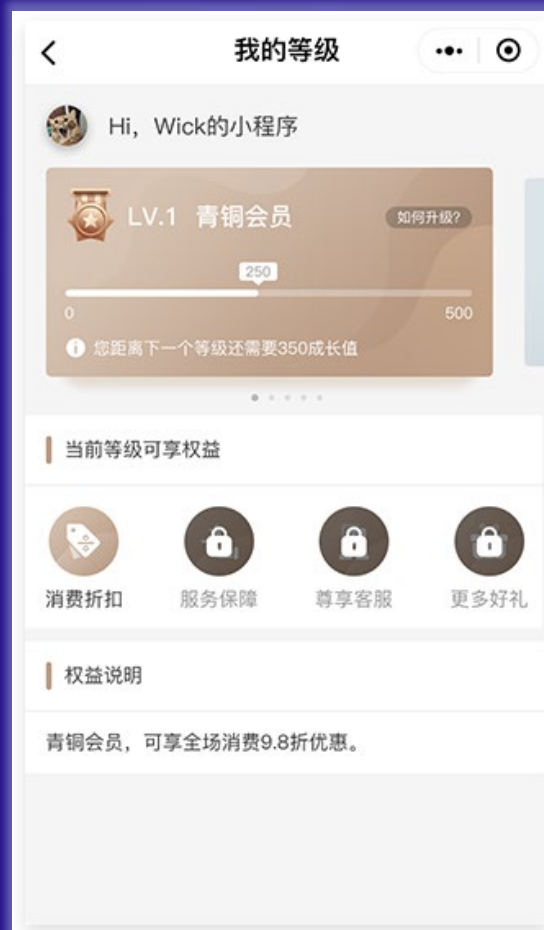 我的等级
Hi，Wick的小程序
LV.1 青铜会员
如何升级?
250
0
500
您距离下一个等级还需要350成长值
当前等级可享权益
消费折扣
服务保障
尊享客服
更多好礼
权益说明
青铜会员，可享全场消费9.8折优惠。